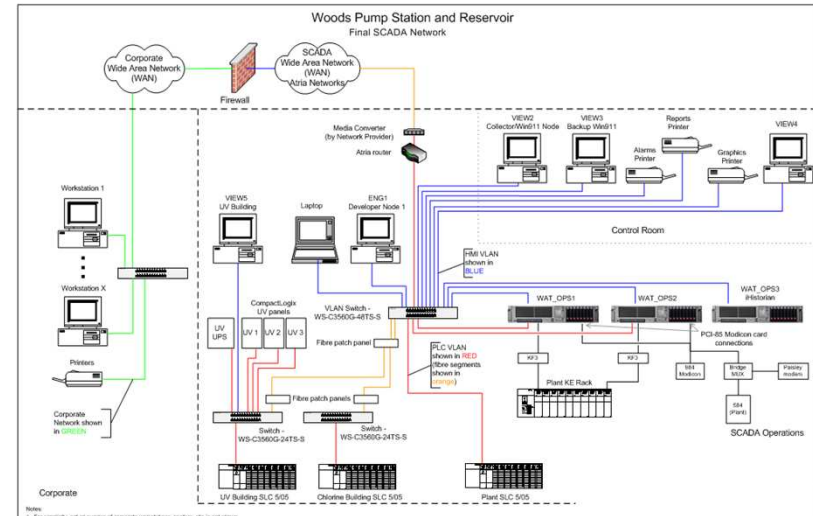 Woods Pump Station and Reservoir
Final SCADA Network
Corporate
Wide Area Network
(WAN)
Firewall
SCADA
Wide Area Network
(WAN)
Atria Networks
Media Converter
(by Network Provider)
Atria router
VIEW2
Collector/Win911 Node
VIEW3
Backup Win911
Reports
Printer
Alarms
Printer
Graphics
Printer
VIEW4
Control Room
Workstation 1
Workstation X
Printers
Corporate
Network shown
in GREEN
Corporate
VIEW5
UV Building
Laptop
ENG1
Developer Node 1
HMI VLAN
shown in
BLUE
CompactLogix
UV panels
UV
UPS
UV 1
UV 2
UV 3
VLAN Switch -
WS-C3560G-48TS-S
Fibre patch panel
PLC VLAN
shown in RED
(fibre segments
shown in
orange)
WAT_OPS1
WAT_OPS2
WAT_OPS3
iHistorian
PCI-85 Modicon card
connections
KF3
KF3
984
Modicon
Bridge
MUX
Paisley
modem
584
(Plant)
Plant KE Rack
SCADA Operations
Fibre patch panels
Switch -
WS-C3560G-24TS-S
Switch -
WS-C3560G-24TS-S
UV Building SLC 5/05
Chlorine Building SLC 5/05
Plant SLC 5/05
Notes: